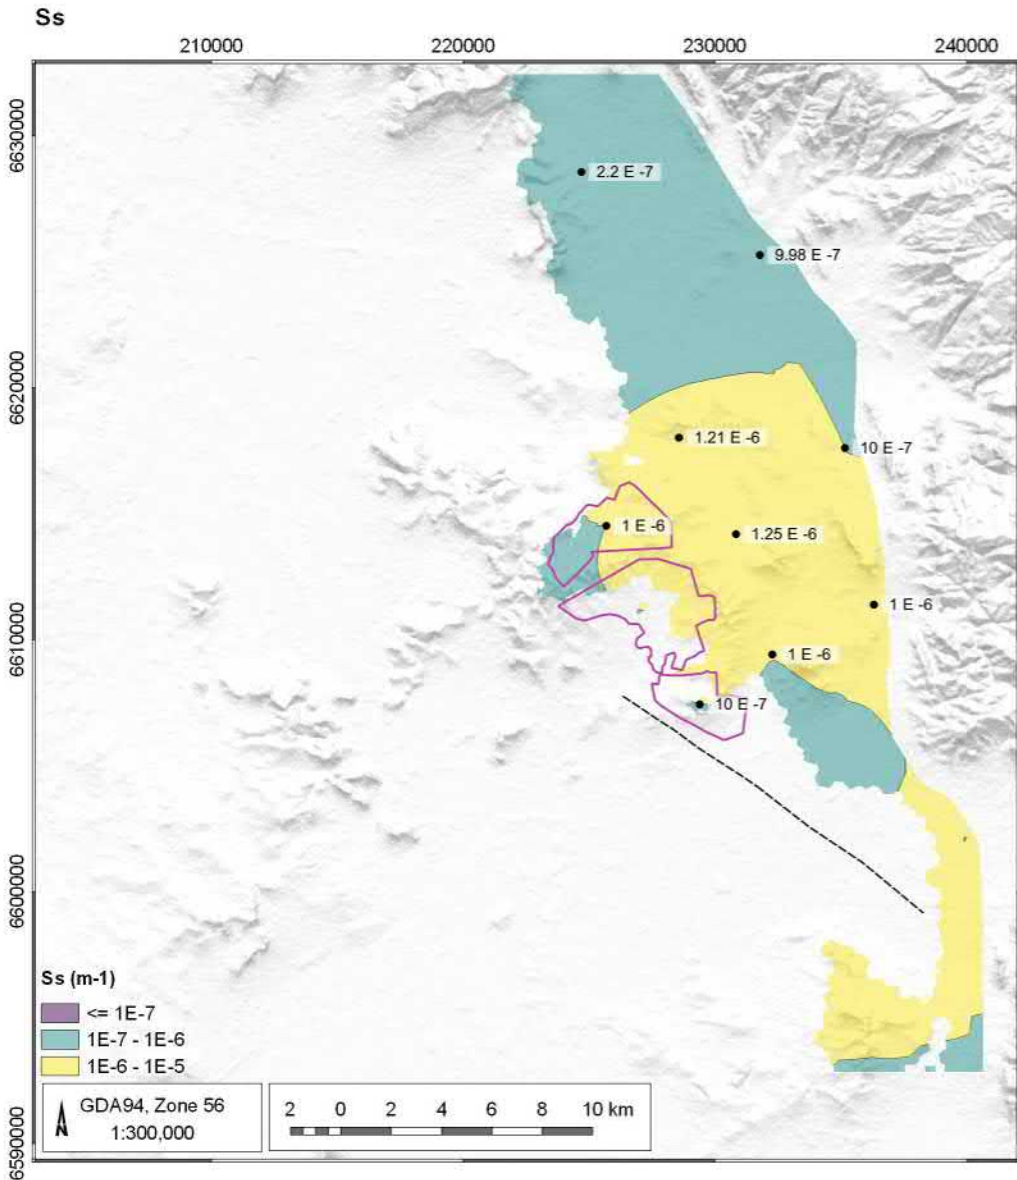 Ss
210000 220000 230000 240000
6630000
2.2 E -7
9.98 E -7
6620000
1.21 E -6
10 E -7
1 E -6
1.25 E -6
1 E -6
6610000
1 E -6
10 E -7
6600000
Ss (m-1)
<= 1E-7
1E-7 - 1E-6
1E-6 - 1E-5
GDA94, Zone 56
1:300,000
N
2 0 2 4 6 8 10 km
6590000